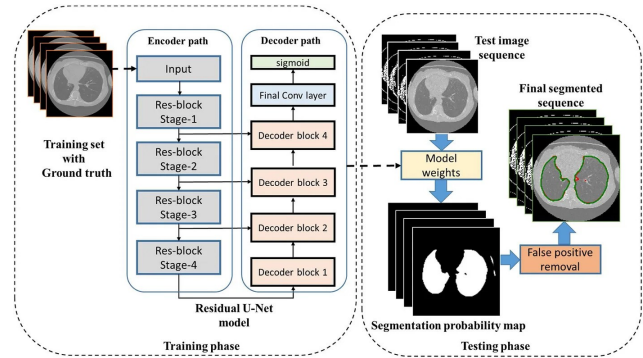 Encoder path
Decoder path
Input
Res-block
Stage-1
Res-block
Stage-2
Res-block
Stage-3
Res-block
Stage-4
sigmoid
Final Conv layer
Decoder block 4
Decoder block 3
Decoder block 2
Decoder block 1
Training set
with
Ground truth
Residual U-Net
model
Training phase
Test image
sequence
Final segmented
sequence
Model
weights
False positive
removal
Segmentation probability map
Testing phase